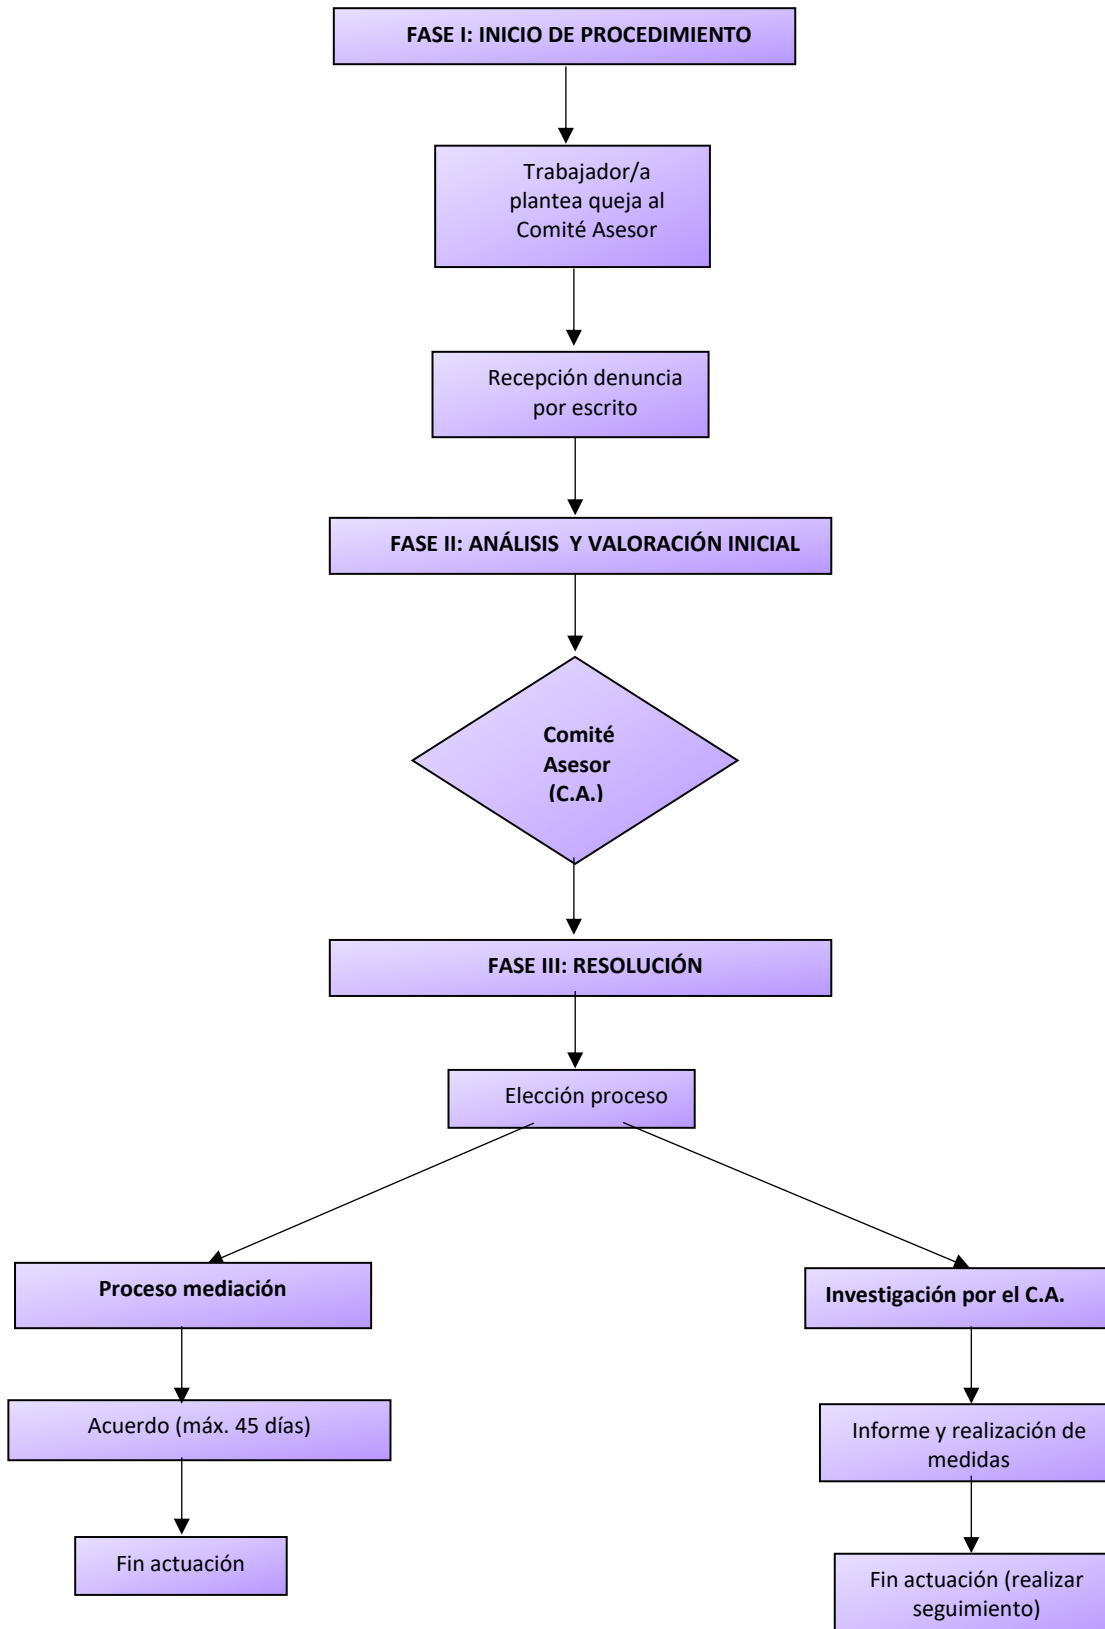 FASE I: INICIO DE PROCEDIMIENTO
Trabajador/a
plantea queja al
Comité Asesor
Recepción denuncia
por escrito
FASE II: ANÁLISIS Y VALORACIÓN INICIAL
Comité
Asesor
(C.A.)
FASE III: RESOLUCIÓN
Elección proceso
Proceso mediación
Investigación por el C.A.
Acuerdo (máx. 45 días)
Informe y realización de
medidas
Fin actuación
Fin actuación (realizar
seguimiento)